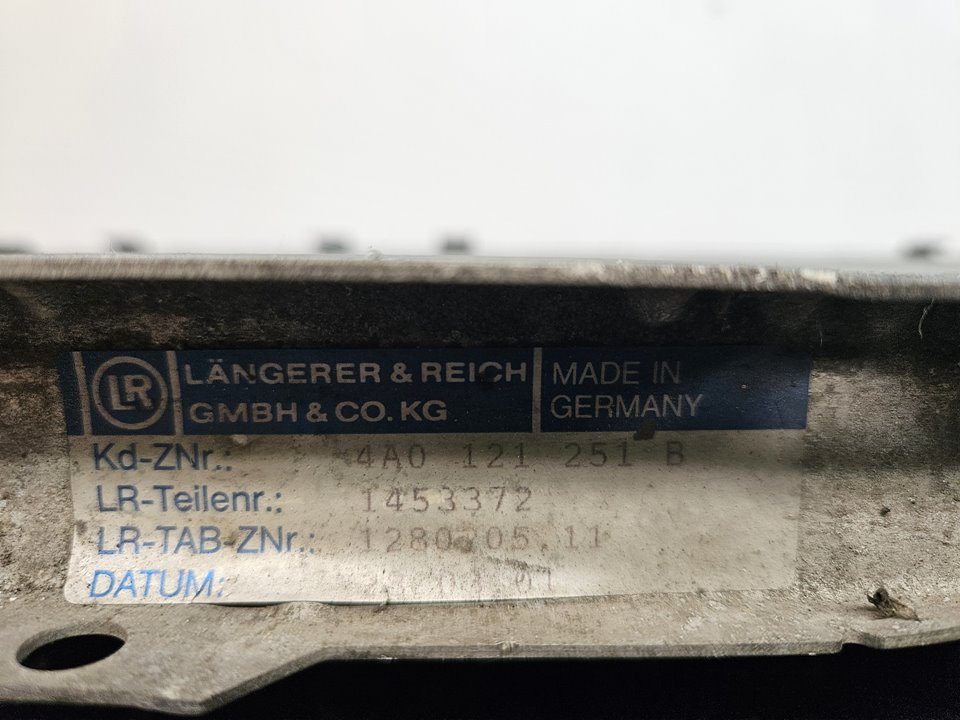 LR
LÄNGERER & REICH
GMBH & CO. KG
MADE IN
GERMANY
Kd-ZNr.: 4A0 121 251 B
LR-Teilenr.: 1453372
LR-TAB-ZNr.:
DATUM: